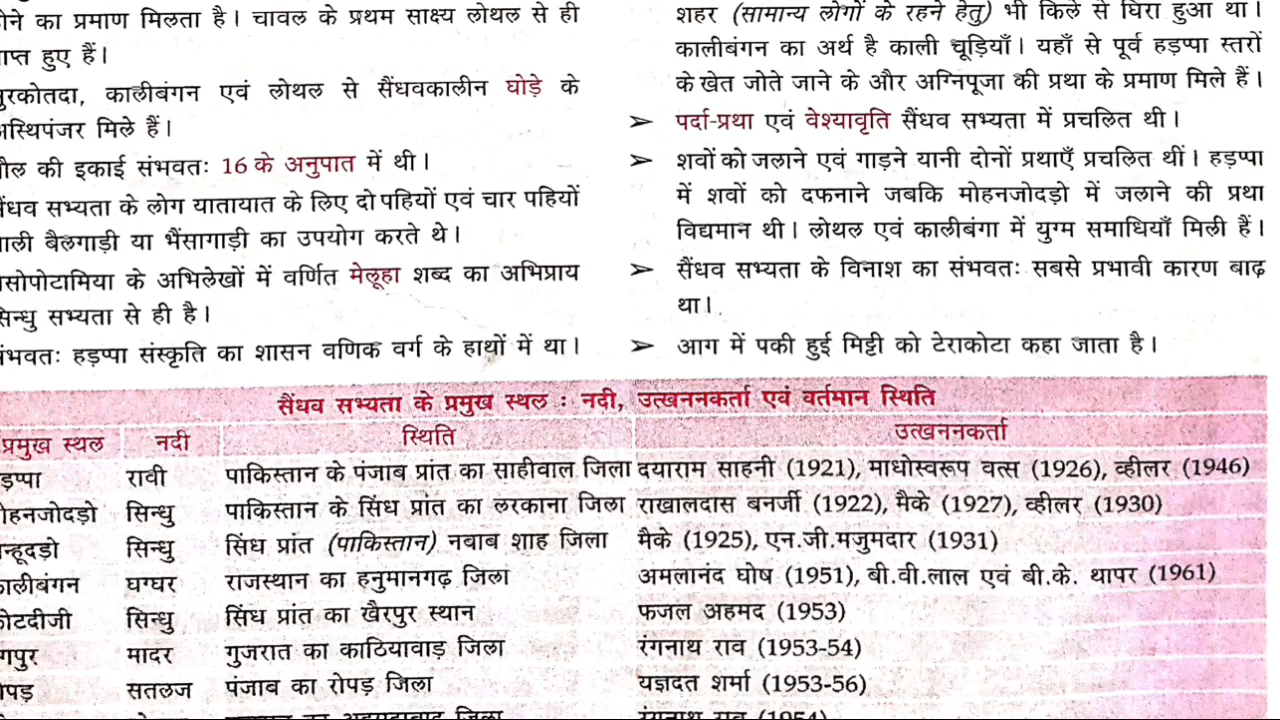 होने का प्रमाण मिलता है। चावल के प्रथम साक्ष्य लोथल से ही
प्राप्त हुए हैं।
सुरकोतदा, कालीबंगन एवं लोथल से सैंधवकालीन घोड़े के
अस्थिपंजर मिले हैं।
तौल की इकाई संभवतः 16 के अनुपात में थी।
सैंधव सभ्यता के लोग यातायात के लिए दो पहियों एवं चार पहियों
वाली बैलगाड़ी या भैंसागाड़ी का उपयोग करते थे।
मेसोपोटामिया के अभिलेखों में वर्णित मेलूहा शब्द का अभिप्राय
सिन्धु सभ्यता से ही है।
संभवतः हड़प्पा संस्कृति का शासन वणिक वर्ग के हाथों में था।
शहर (सामान्य लोगों के रहने हेतु) भी किले से घिरा हुआ था।
कालीबंगन का अर्थ है काली चूड़ियाँ। यहाँ से पूर्व हड़प्पा स्तरों
के खेत जोते जाने के और अग्निपूजा की प्रथा के प्रमाण मिले हैं।
➢ पर्दा-प्रथा एवं वेश्यावृति सैंधव सभ्यता में प्रचलित थी।
➢ शवों को जलाने एवं गाड़ने यानी दोनों प्रथाएँ प्रचलित थीं। हड़प्पा
में शवों को दफनाने जबकि मोहनजोदड़ो में जलाने की प्रथा
विद्यमान थी। लोथल एवं कालीबंगा में युग्म समाधियाँ मिली हैं।
➢ सैंधव सभ्यता के विनाश का संभवतः सबसे प्रभावी कारण बाढ़
था।
➢ आग में पकी हुई मिट्टी को टेराकोटा कहा जाता है।
सैंधव सभ्यता के प्रमुख स्थल : नदी, उत्खननकर्ता एवं वर्तमान स्थिति
प्रमुख स्थल नदी स्थिति उत्खननकर्ता
हड़प्पा रावी पाकिस्तान के पंजाब प्रांत का साहीवाल जिला दयाराम साहनी (1921), माधोस्वरूप वत्स (1926), व्हीलर (1946)
मोहनजोदड़ो सिन्धु पाकिस्तान के सिंध प्रांत का लरकाना जिला राखालदास बनर्जी (1922), मैके (1927), व्हीलर (1930)
चन्हूदड़ो सिन्धु सिंध प्रांत (पाकिस्तान) नबाब शाह जिला मैके (1925), एन.जी.मजुमदार (1931)
कालीबंगन घग्घर राजस्थान का हनुमानगढ़ जिला अमलानंद घोष (1951), बी.वी.लाल एवं बी.के. थापर (1961)
कोटदीजी सिन्धु सिंध प्रांत का खैरपुर स्थान फजल अहमद (1953)
रंगपुर मादर गुजरात का काठियावाड़ जिला रंगनाथ राव (1953-54)
रोपड़ सतलज पंजाब का रोपड़ जिला यज्ञदत शर्मा (1953-56)
अहमदाबाद जिला रंगनाथ राव (1954)